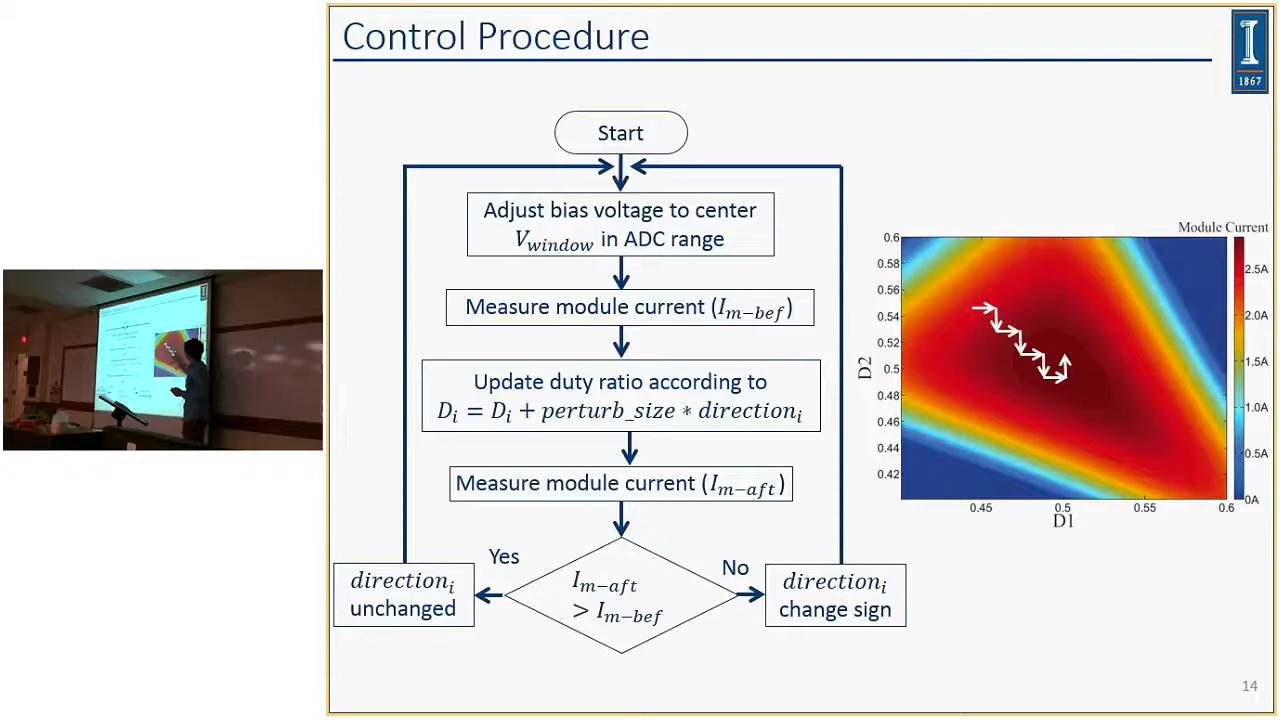 Control Procedure
I
1867
Start
Adjust bias voltage to center
V_window in ADC range
Measure module current (I_m−bef)
Update duty ratio according to
D_i = D_i + perturb_size ∗ direction_i
Measure module current (I_m−aft)
Yes
No
I_m−aft
> I_m−bef
direction_i
unchanged
direction_i
change sign
Module Current
0.6
0.58
0.56
0.54
0.52
0.5
0.48
0.46
0.44
0.42
D2
0.45
0.5
0.55
0.6
D1
2.5A
2.0A
1.5A
1.0A
0.5A
0A
14